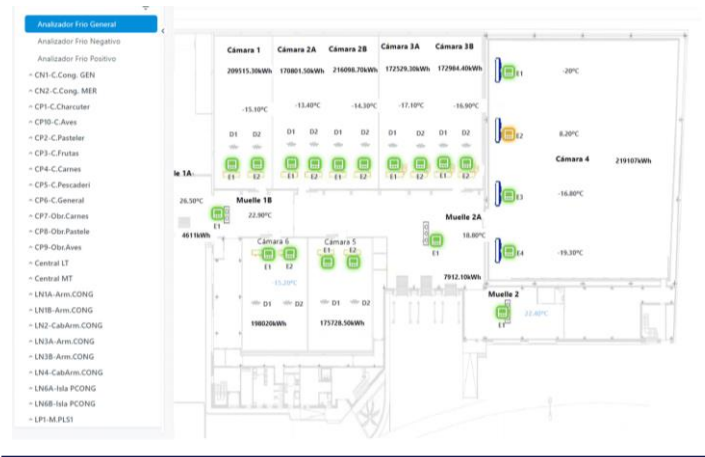 Analizador Frio General
Analizador Frio Negativo
Analizador Frio Positivo
CN1-C.Cong. GEN
CN2-C.Cong. MER
CP1-C.Charcuter
CP10-C.Aves
CP2-C.Pasteler
CP3-C.Frutas
CP4-C.Carnes
CP5-C.Pescaderi
CP6-C.General
CP7-Obr.Carnes
CP8-Obr.Pastele
CP9-Obr.Aves
Central LT
Central MT
LN1A-Arm.CONG
LN1B-Arm.CONG
LN2-CabArm.CONG
LN3A-Arm.CONG
LN3B-Arm.CONG
LN4-CabArm.CONG
LN6A-Isla PCONG
LN6B-Isla PCONG
LP1-M.PLS1
Cámara 1 Cámara 2A Cámara 2B Cámara 3A Cámara 3B
209515.30kWh 170801.50kWh 216098.70kWh 172529.30kWh 172984.40kWh
-15.10ºC -13.40ºC -14.30ºC -17.10ºC -16.90ºC
D1 D2 D1 D2 D1 D2 D1 D2 D1 D2
E1 E2 E1 E2 E1 E2 E1 E2 E1 E2
E1 -20ºC
E2 8.20ºC
Cámara 4 219107kWh
E3 -16.80ºC
E4 -19.30ºC
lle 1A
26.50ºC
E1
4611kWh
Muelle 1B
22.90ºC
Cámara 6
E1 E2
-15.20ºC
D1 D2
198020kWh
Cámara 5
E1 E2
D1 D2
175728.50kWh
Muelle 2A
18.80ºC
E1
7912.10kWh
Muelle 2
22.40ºC
E1